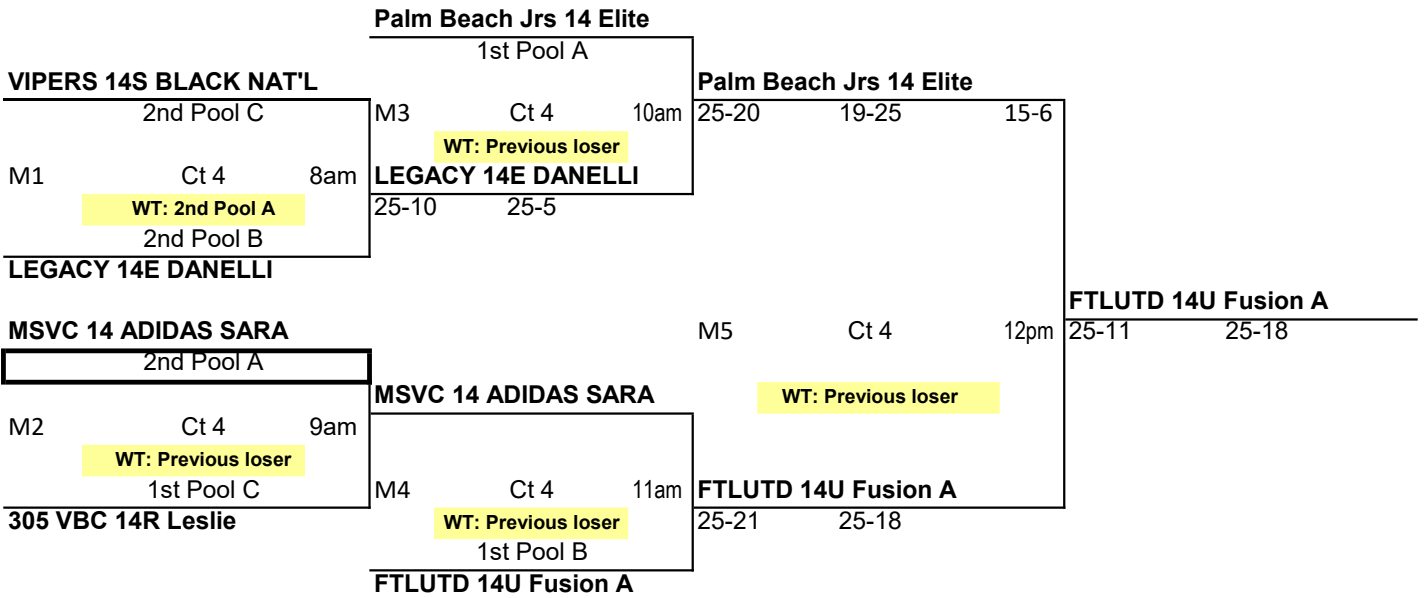 Palm Beach Jrs 14 Elite
1st Pool A
VIPERS 14S BLACK NAT'L
Palm Beach Jrs 14 Elite
2nd Pool C
M3 Ct 4 10am
25-20 19-25 15-6
WT: Previous loser
M1 Ct 4 8am
LEGACY 14E DANELLI
WT: 2nd Pool A
25-10 25-5
2nd Pool B
LEGACY 14E DANELLI
FTLUTD 14U Fusion A
MSVC 14 ADIDAS SARA
M5 Ct 4 12pm
25-11 25-18
2nd Pool A
MSVC 14 ADIDAS SARA
WT: Previous loser
M2 Ct 4 9am
WT: Previous loser
1st Pool C
M4 Ct 4 11am
FTLUTD 14U Fusion A
305 VBC 14R Leslie
WT: Previous loser
25-21 25-18
1st Pool B
FTLUTD 14U Fusion A